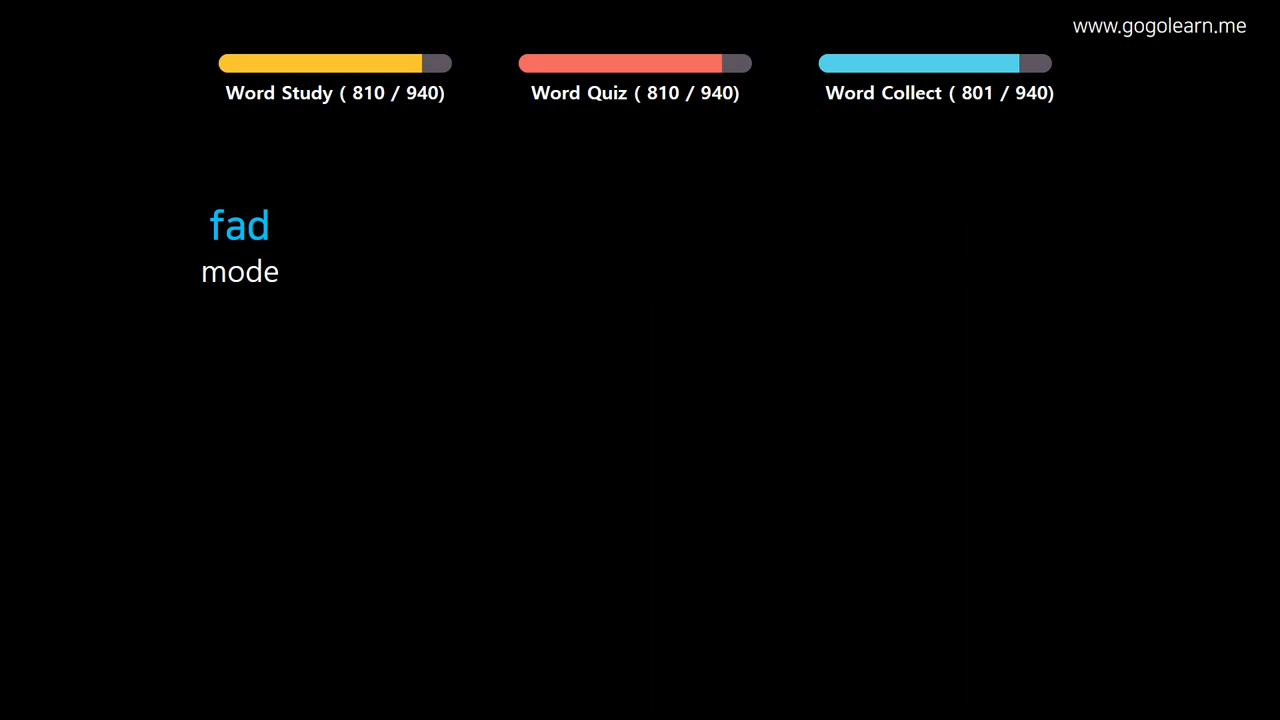 www.gogolearn.me
Word Study ( 810 / 940)
Word Quiz ( 810 / 940)
Word Collect ( 801 / 940)
fad
mode